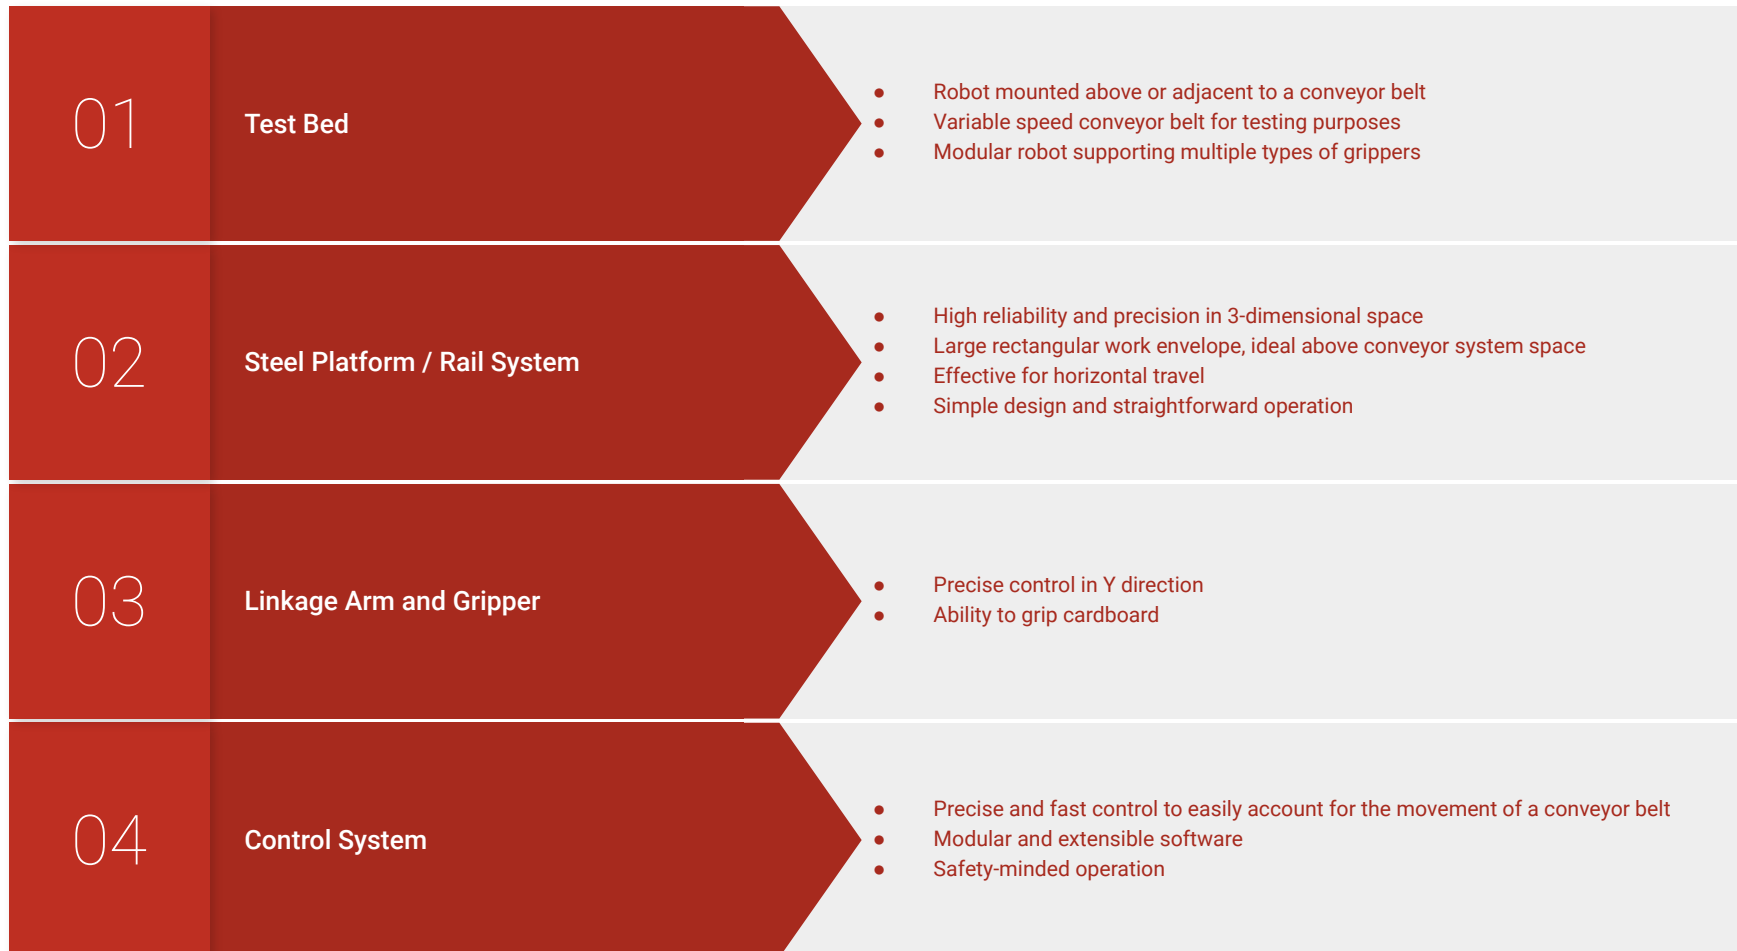 01
Test Bed
● Robot mounted above or adjacent to a conveyor belt
● Variable speed conveyor belt for testing purposes
● Modular robot supporting multiple types of grippers
02
Steel Platform / Rail System
● High reliability and precision in 3-dimensional space
● Large rectangular work envelope, ideal above conveyor system space
● Effective for horizontal travel
● Simple design and straightforward operation
03
Linkage Arm and Gripper
● Precise control in Y direction
● Ability to grip cardboard
04
Control System
● Precise and fast control to easily account for the movement of a conveyor belt
● Modular and extensible software
● Safety-minded operation